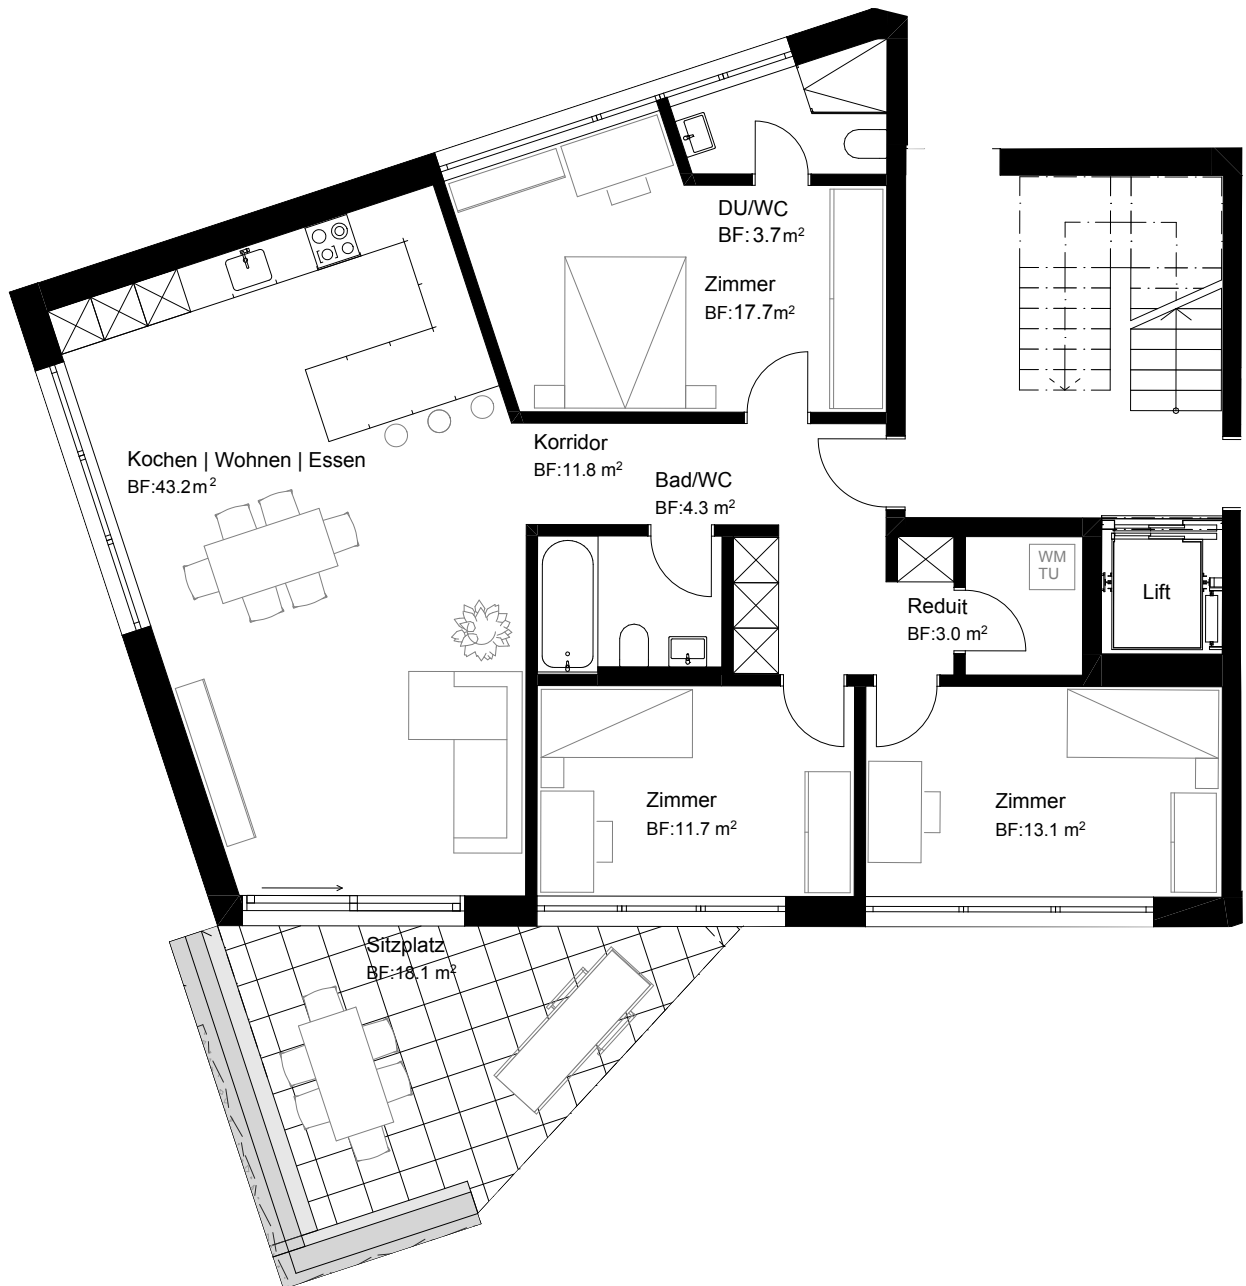 DU/WC
BF: 3.7m²
Zimmer
BF:17.7m²
Kochen | Wohnen | Essen
BF:43.2m²
Korridor
BF:11.8 m²
Bad/WC
BF:4.3 m²
WM
TU
Lift
Reduit
BF:3.0 m²
Zimmer
BF:11.7 m²
Zimmer
BF:13.1 m²
Sitzplatz
BF:18.1 m²